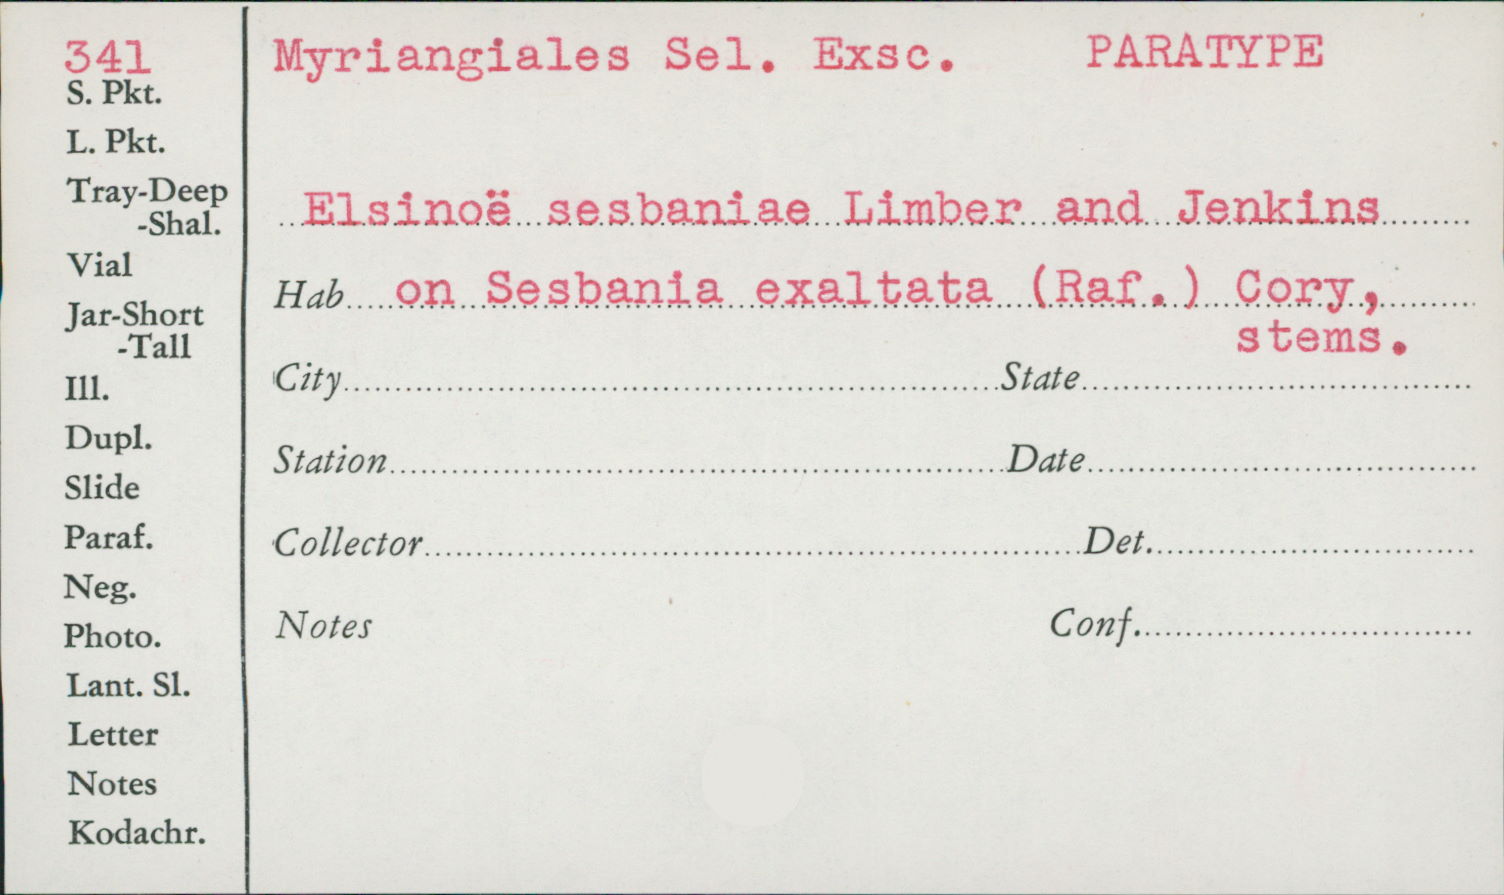 341
S. Pkt.
L. Pkt.
Tray-Deep
-Shal.
Vial
Jar-Short
-Tall
Ill.
Dupl.
Slide
Paraf.
Neg.
Photo.
Lant. Sl.
Letter
Notes
Kodachr.
Myriangiales Sel. Exsc. PARATYPE
Elsinoë sesbaniae Limber and Jenkins
Hab on Sesbania exaltata (Raf.) Cory,
stems.
City State
Station Date
Collector Det.
Notes Conf.